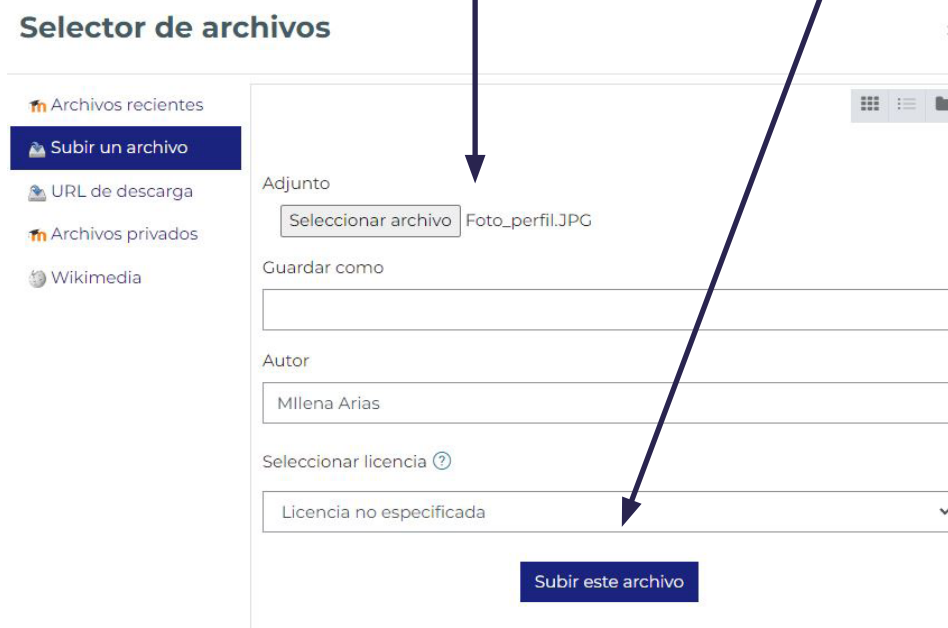 Selector de archivos
Archivos recientes
Subir un archivo
URL de descarga
Archivos privados
Wikimedia
Adjunto
Seleccionar archivo Foto_perfil.JPG
Guardar como
Autor
MIlena Arias
Seleccionar licencia ?
Licencia no especificada
Subir este archivo